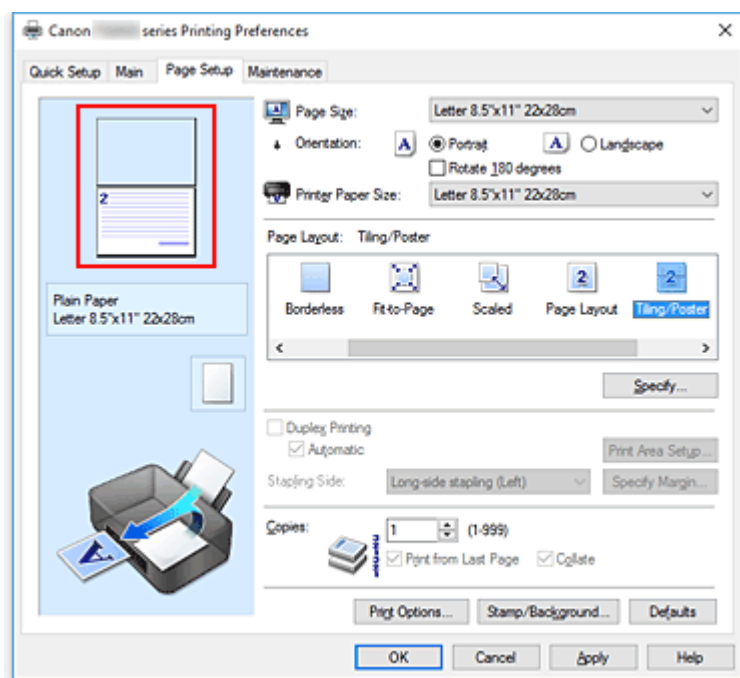 Canon series Printing Preferences
Quick Setup Main Page Setup Maintenance
Page Size: Letter 8.5"x11" 22x28cm
Orientation: A Portrait A Landscape
Rotate 180 degrees
Printer Paper Size: Letter 8.5"x11" 22x28cm
2
Page Layout: Tiling/Poster
2 2
Borderless Fit-to-Page Scaled Page Layout Tiling/Poster
Plain Paper
Letter 8.5"x11" 22x28cm
Specify...
Duplex Printing
Automatic Print Area Setup...
Stapling Side: Long-side stapling (Left) Specify Margin...
Copies: 1 (1-999)
Print from Last Page Collate
A
Print Options... Stamp/Background... Defaults
OK Cancel Apply Help